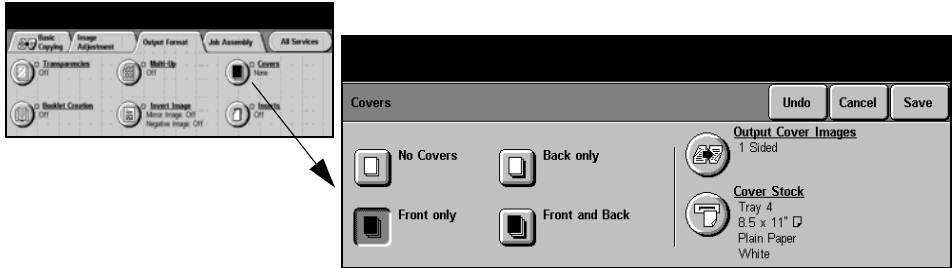 Basic Copying
Image Adjustment
Output Format
Job Assembly
All Services
Transparencies
Off
Multi-Up
Off
Covers
None
Booklet Creation
Off
Invert Image
Mirror Image: Off
Negative Image: Off
Inserts
Off
Covers
Undo
Cancel
Save
No Covers
Back only
Front only
Front and Back
Output Cover Images
1 Sided
Cover Stock
Tray 4
8.5 x 11"
Plain Paper
White